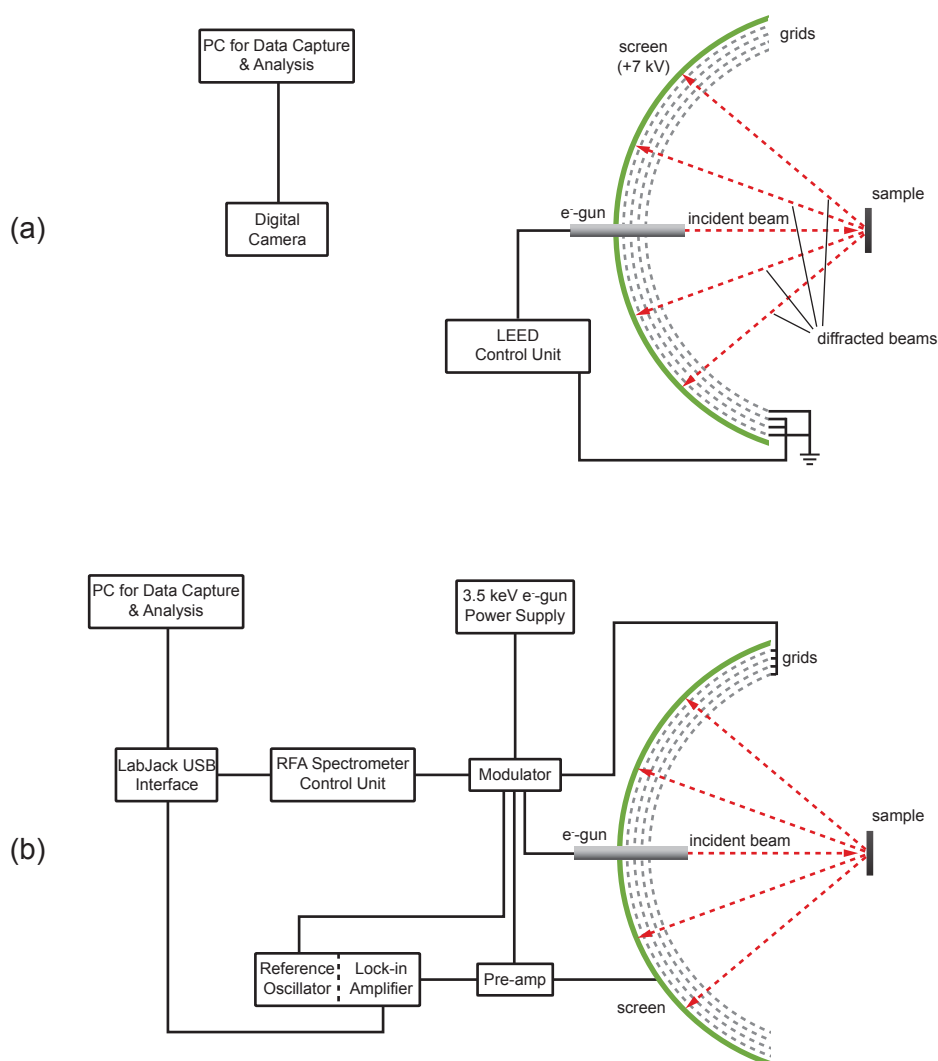 (a)
PC for Data Capture
& Analysis
Digital
Camera
screen
(+7 kV)
grids
sample
e⁻-gun
incident beam
LEED
Control Unit
diffracted beams
(b)
PC for Data Capture
& Analysis
3.5 keV e⁻-gun
Power Supply
grids
LabJack USB
Interface
RFA Spectrometer
Control Unit
Modulator
sample
e⁻-gun
incident beam
Reference
Oscillator
Lock-in
Amplifier
Pre-amp
screen